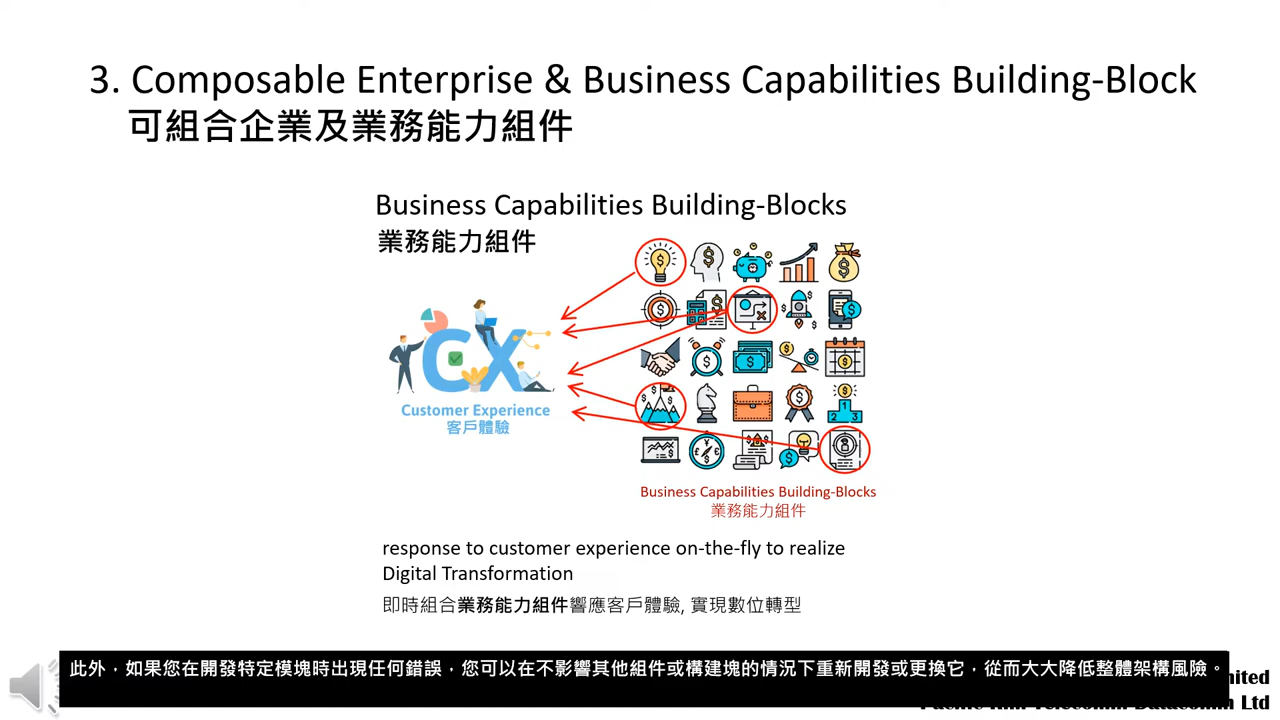 3. Composable Enterprise & Business Capabilities Building-Block
可組合企業及業務能力組件
Business Capabilities Building-Blocks
業務能力組件
CX
Customer Experience
客戶體驗
Business Capabilities Building-Blocks
業務能力組件
response to customer experience on-the-fly to realize
Digital Transformation
即時組合業務能力組件響應客戶體驗, 實現數位轉型
此外，如果您在開發特定模塊時出現任何錯誤，您可以在不影響其他組件或構建塊的情況下重新開發或更換它，從而大大降低整體架構風險。
Ltd